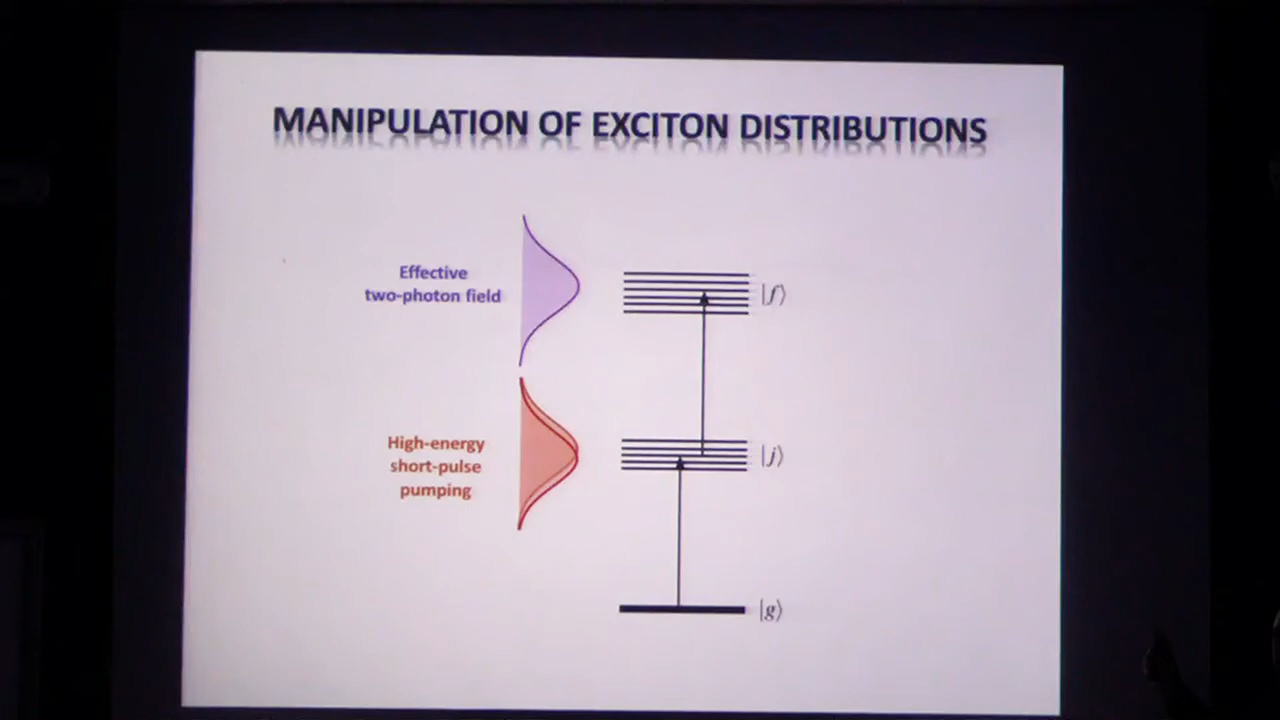 MANIPULATION OF EXCITON DISTRIBUTIONS
Effective
two-photon field
|f⟩
High-energy
short-pulse
pumping
|j⟩
|g⟩